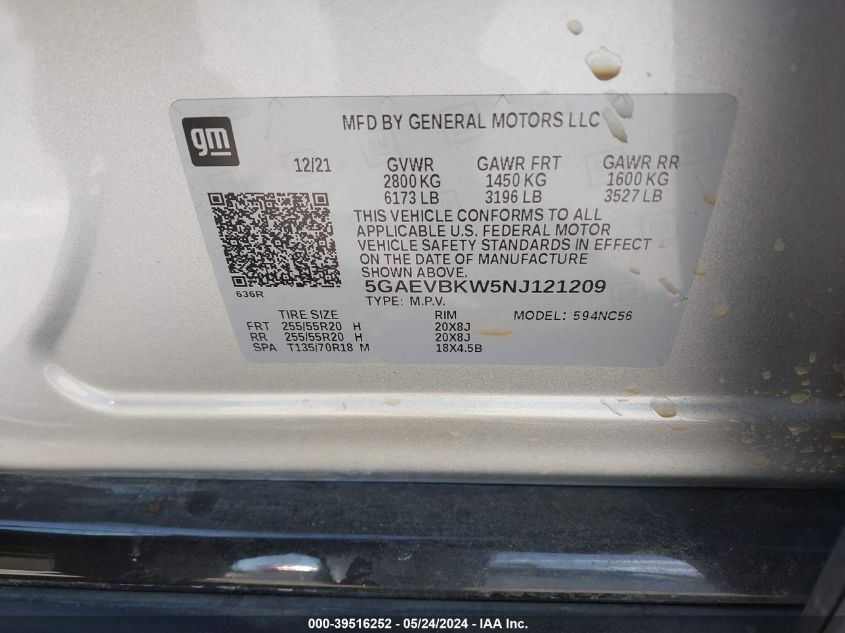 gm
MFD BY GENERAL MOTORS LLC
12/21 GVWR GAWR FRT GAWR RR
2800 KG 1450 KG 1600 KG
6173 LB 3196 LB 3527 LB
THIS VEHICLE CONFORMS TO ALL
APPLICABLE U.S. FEDERAL MOTOR
VEHICLE SAFETY STANDARDS IN EFFECT
ON THE DATE OF MANUFACTURE
SHOWN ABOVE.
636R
5GAEVBKW5NJ121209
TYPE: M.P.V.
TIRE SIZE RIM MODEL: 594NC56
FRT 255/55R20 H 20X8J
RR 255/55R20 H 20X8J
SPA T135/70R18 M 18X4.5B
000-39516252 - 05/24/2024 - IAA Inc.